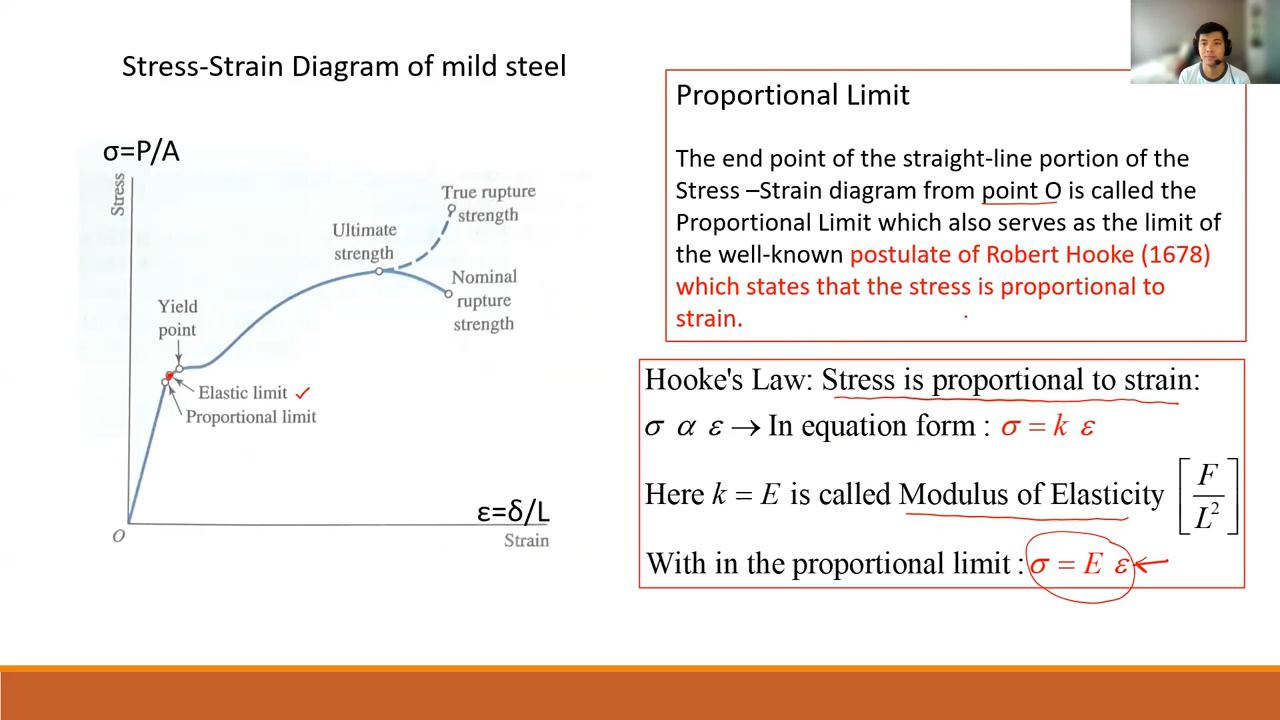 Stress-Strain Diagram of mild steel
σ=P/A
Stress
True rupture
strength
Ultimate
strength
Nominal
rupture
strength
Yield
point
Elastic limit
Proportional limit
ε=δ/L
O
Strain
Proportional Limit
The end point of the straight-line portion of the
Stress –Strain diagram from point O is called the
Proportional Limit which also serves as the limit of
the well-known postulate of Robert Hooke (1678)
which states that the stress is proportional to
strain.
Hooke's Law: Stress is proportional to strain:
σ α ε → In equation form : σ = k ε
Here k = E is called Modulus of Elasticity [F/L²]
With in the proportional limit : σ = E ε